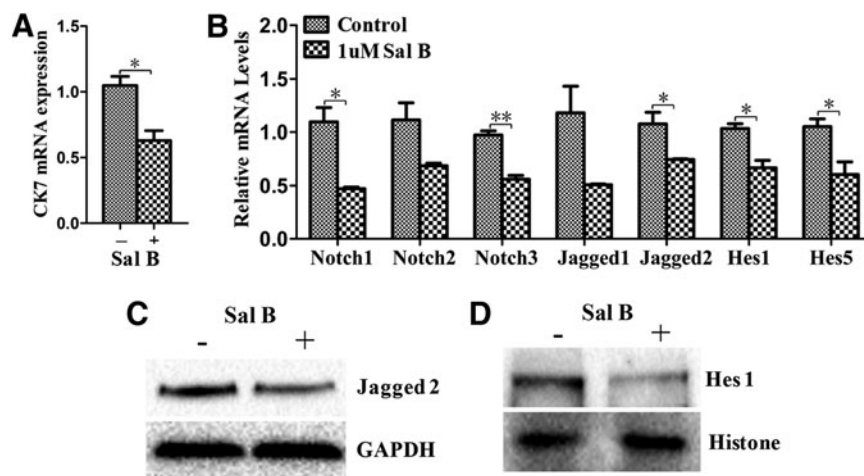 A
CK7 mRNA expression
1.5
1.0
0.5
0.0
*
– +
Sal B
B
Relative mRNA Levels
2.0
1.5
1.0
0.5
0.0
Control
1uM Sal B
* ** * * *
Notch1 Notch2 Notch3 Jagged1 Jagged2 Hes1 Hes5
C
Sal B
- +
Jagged 2
GAPDH
D
Sal B
- +
Hes 1
Histone